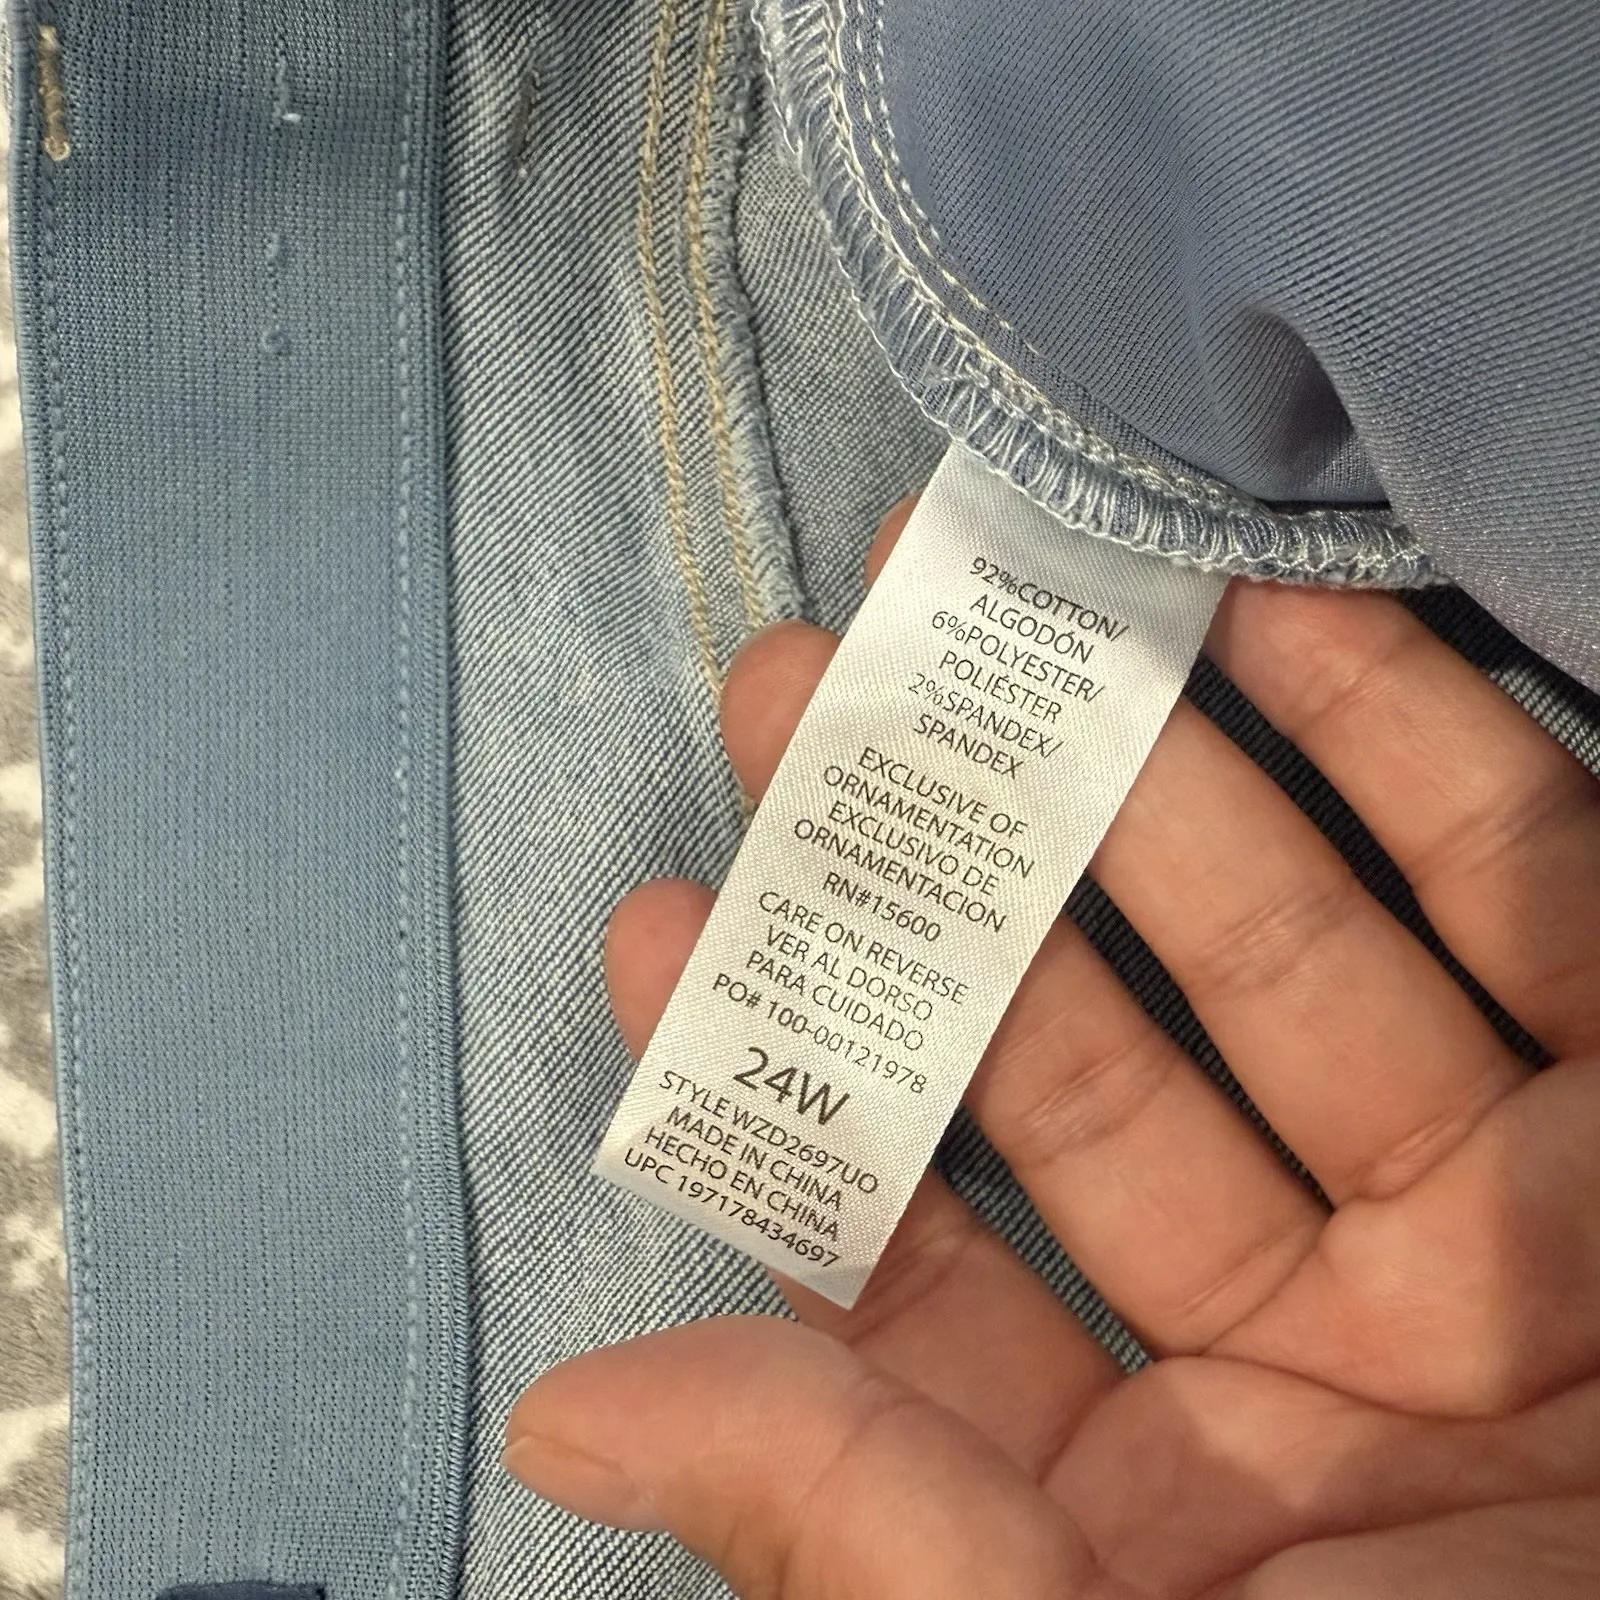 92%COTTON/
ALGODÓN
6%POLYESTER/
POLIÉSTER
2%SPANDEX/
SPANDEX
EXCLUSIVE OF
ORNAMENTATION
EXCLUSIVO DE
ORNAMENTACION
RN#15600
CARE ON REVERSE
VER AL DORSO
PARA CUIDADO
PO# 100-00121978
24W
STYLE WZD2697UO
MADE IN CHINA
HECHO EN CHINA
UPC 197178434697